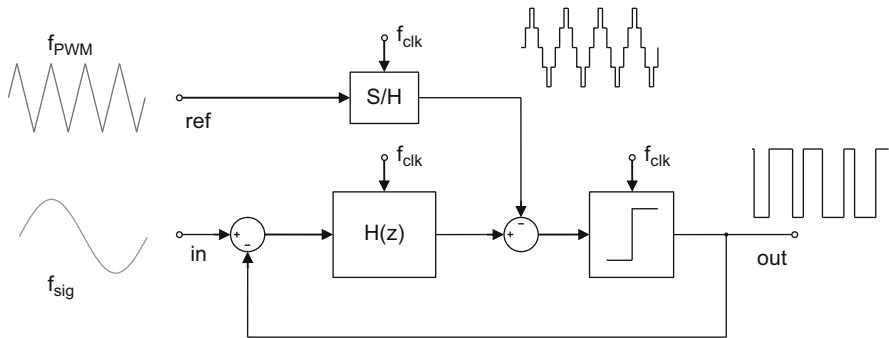 f_PWM
f_clk
S/H
ref
f_clk
f_clk
+
−
H(z)
+
−
in
out
f_sig